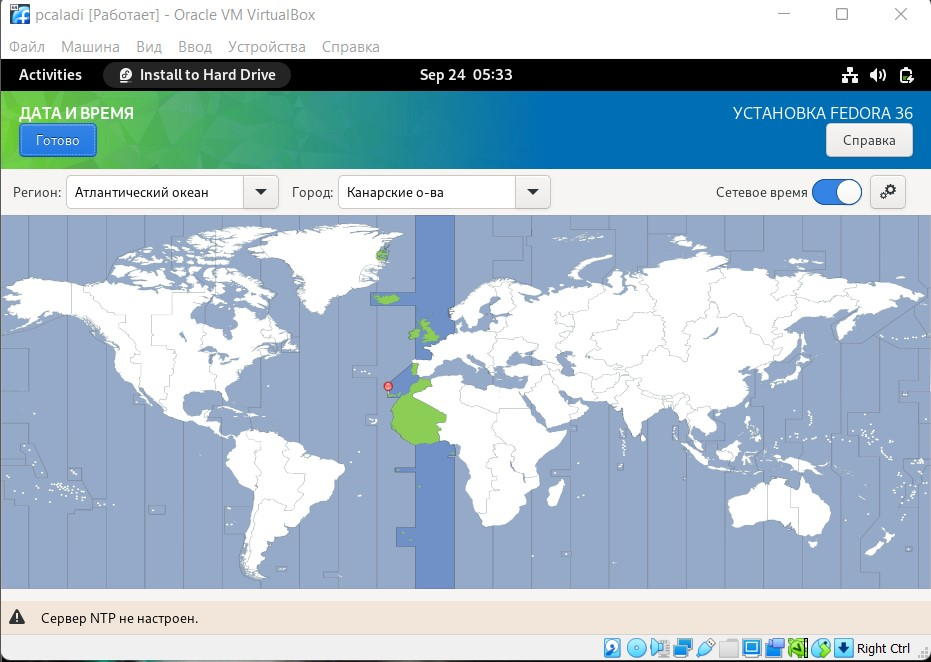 pcaladi [Работает] - Oracle VM VirtualBox
Файл Машина Вид Ввод Устройства Справка
Activities Install to Hard Drive Sep 24 05:33
ДАТА И ВРЕМЯ УСТАНОВКА FEDORA 36
Готово Справка
Регион: Атлантический океан Город: Канарские о-ва Сетевое время
Сервер NTP не настроен.
Right Ctrl